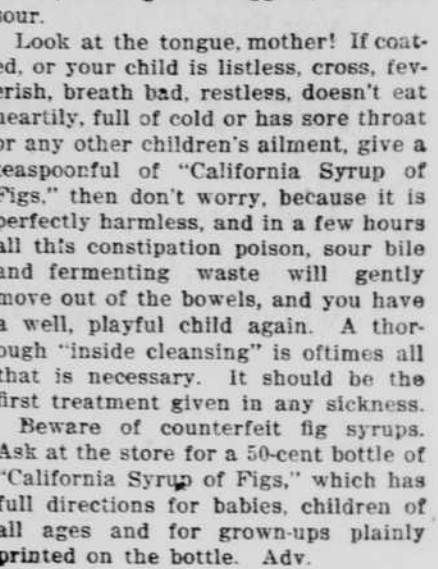 sour.
Look at the tongue, mother! If coat-
ed, or your child is listless, cross, fev-
erish, breath bad, restless, doesn't eat
heartily, full of cold or has sore throat
or any other children's ailment, give a
teaspoonful of "California Syrup of
Figs," then don't worry, because it is
perfectly harmless, and in a few hours
all this constipation poison, sour bile
and fermenting waste will gently
move out of the bowels, and you have
a well, playful child again. A thor-
ough "inside cleansing" is ofttimes all
that is necessary. It should be the
first treatment given in any sickness.
Beware of counterfeit fig syrups.
Ask at the store for a 50-cent bottle of
"California Syrup of Figs," which has
full directions for babies, children of
all ages and for grown-ups plainly
printed on the bottle. Adv.